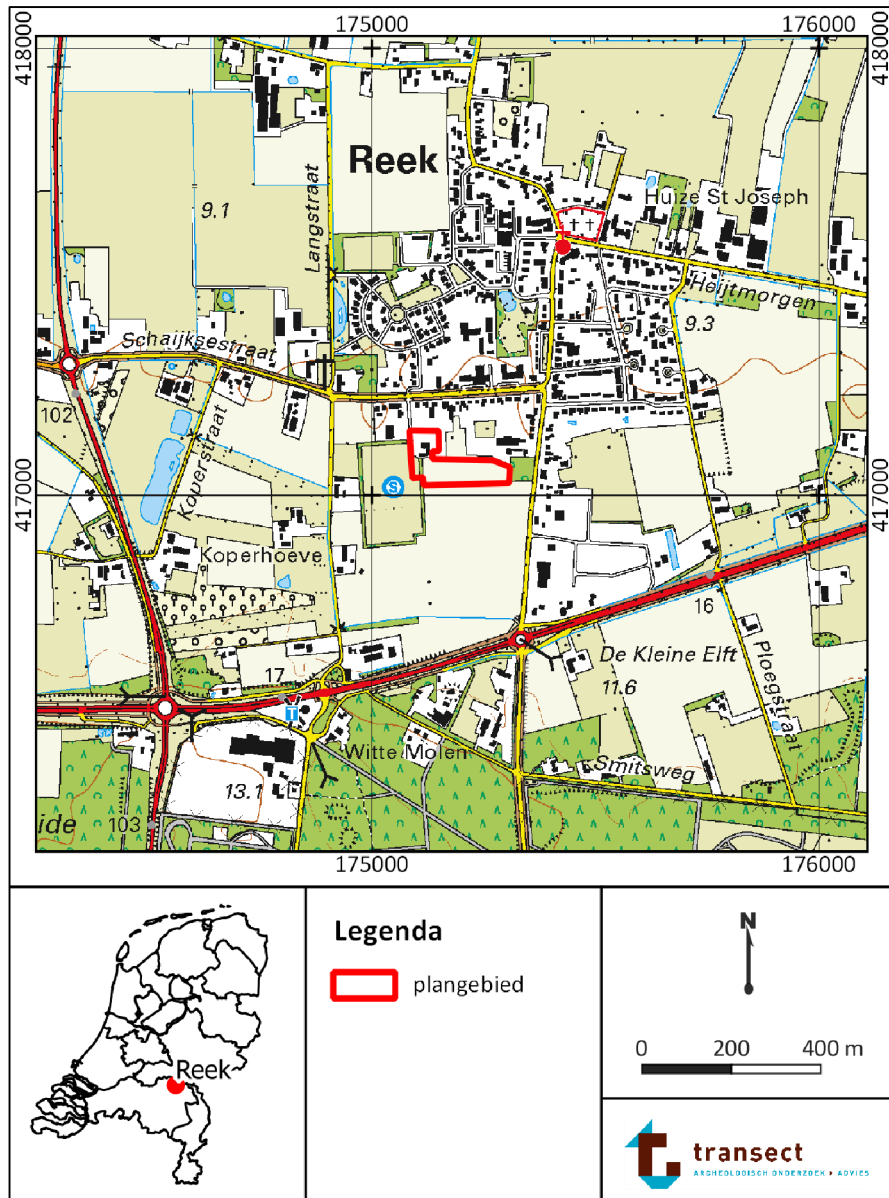 175000
176000
418000
418000
Reek
Langstraat
9.1
Huize St Joseph
Heijtmorgen
9.3
Schaijksestraat
102
Koperstraat
417000
S
417000
Koperhoeve
16
De Kleine Elft
11.6
Ploegstraat
17
T
Witte Molen
Smitsweg
13.1
ide
103
175000
176000
Reek
Legenda
plangebied
N
0 200 400 m
transect
ARCHEOLOGISCH ONDERZOEK ADVIES